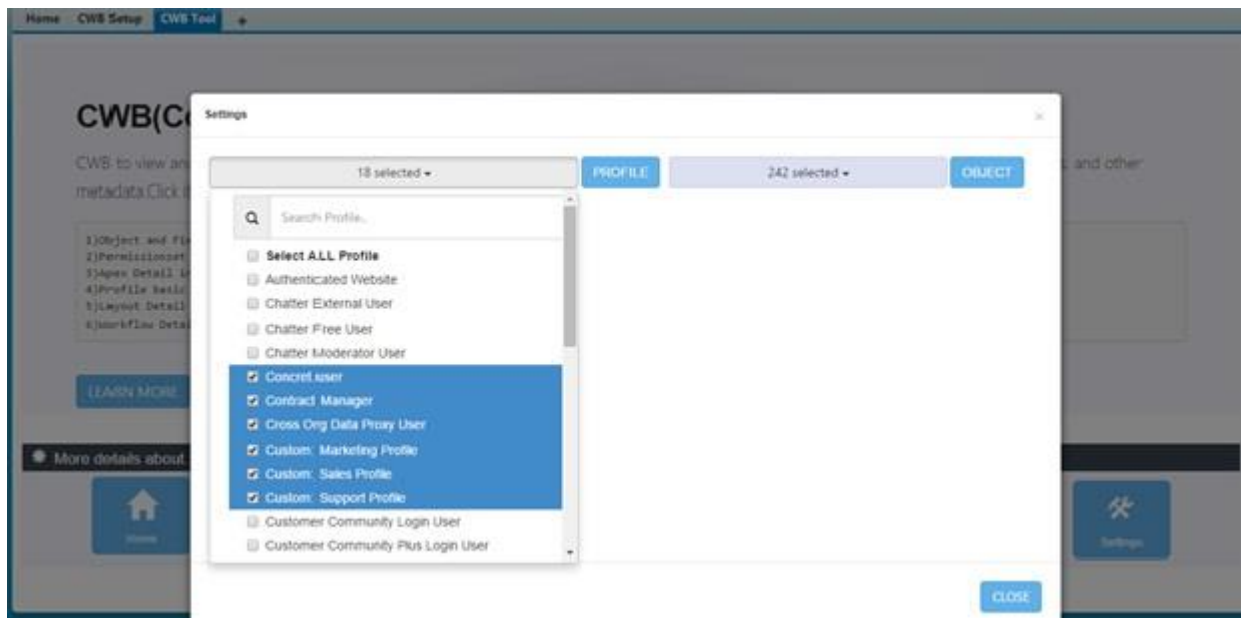 Home CWB Setup CWB Tool +
CWB(Co
Settings
×
CWB to view an
and other
metadata.Click
18 selected
PROFILE
242 selected
OBJECT
Search Profile..
1)Object and Fie
2)Permissionset
3)Apex Detail
4)Profile basic
5)Layout Detail
6)Workflow Detai
Select ALL Profile
Authenticated Website
Chatter External User
Chatter Free User
Chatter Moderator User
Concret user
Contract Manager
Cross Org Data Proxy User
Custom: Marketing Profile
Custom: Sales Profile
Custom: Support Profile
Customer Community Login User
Customer Community Plus Login User
LEARN MORE
More details about
Home
Settings
CLOSE